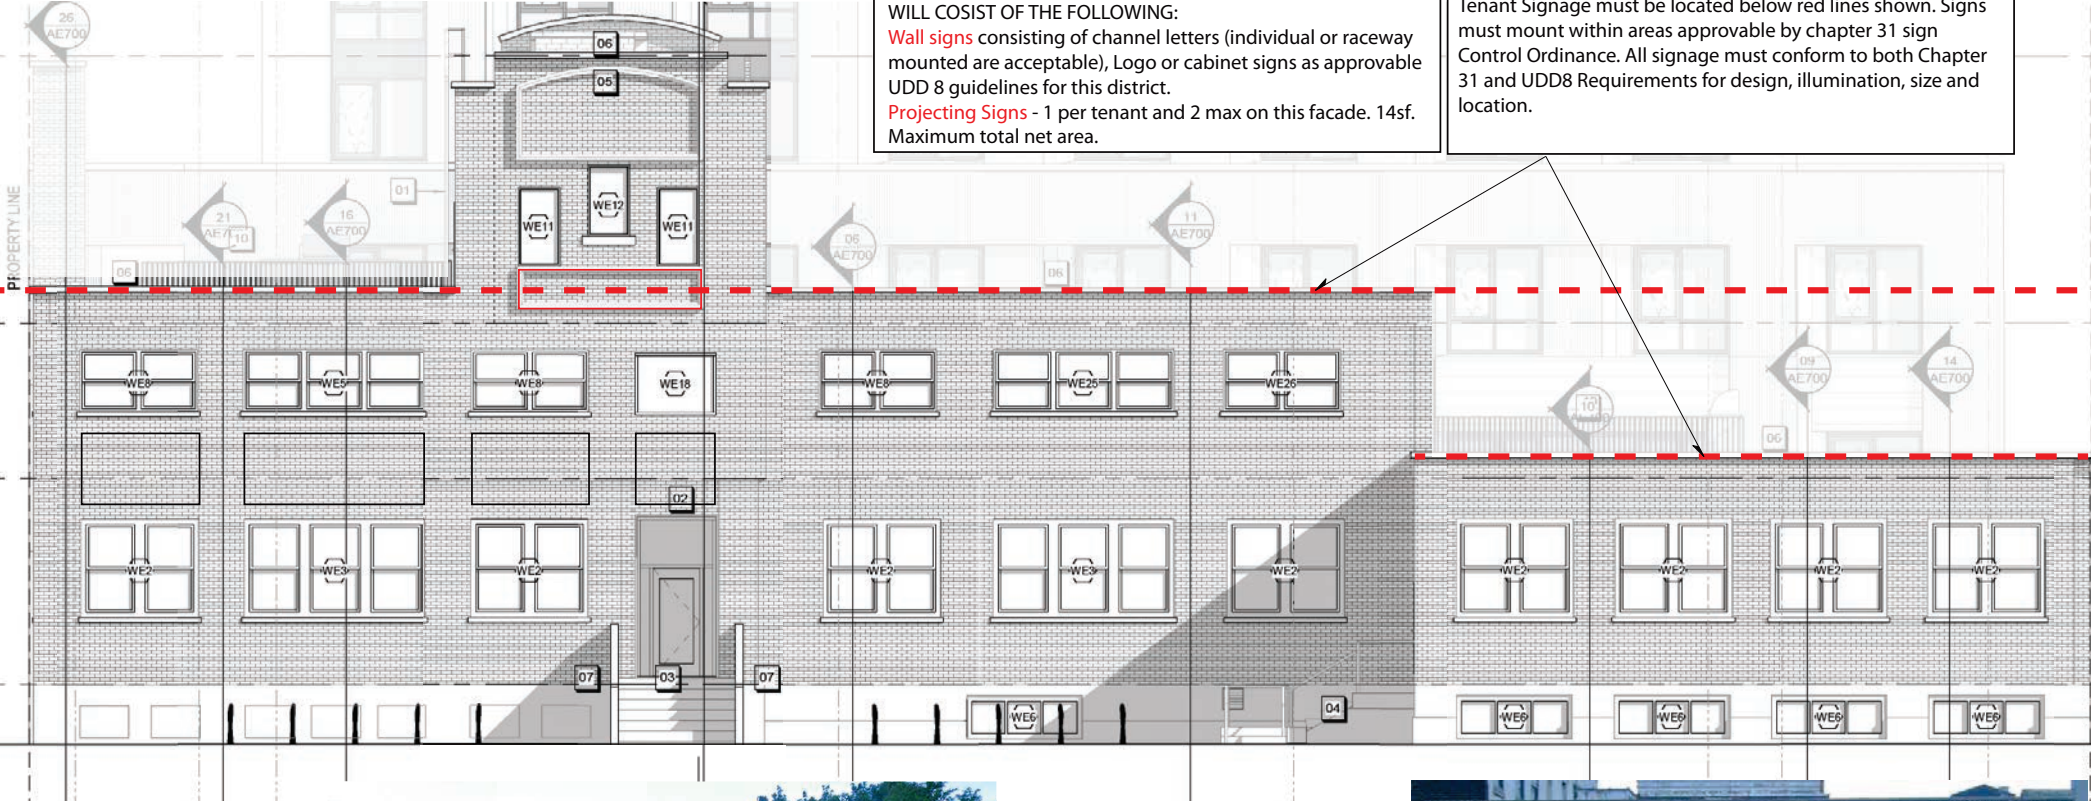 WILL COSIST OF THE FOLLOWING:
Wall signs consisting of channel letters (individual or raceway
mounted are acceptable), Logo or cabinet signs as approvable
UDD 8 guidelines for this district.
Projecting Signs - 1 per tenant and 2 max on this facade. 14sf.
Maximum total net area.
Tenant Signage must be located below red lines shown. Signs
must mount within areas approvable by chapter 31 sign
Control Ordinance. All signage must conform to both Chapter
31 and UDD8 Requirements for design, illumination, size and
location.
26
AE700
06
05
PROPERTY LINE
01
21
10
16
AE700
06
WE11
WE12
WE11
06
AE700
11
AE700
06
WE8
WE5
WE8
WE18
WE8
WE25
WE26
10
09
AE700
14
AE700
06
02
WE2
WE3
WE2
WE2
WE3
WE2
WE2
WE2
WE2
WE2
07
03
07
04
WE6
WE6
WE6
WE6
WE6